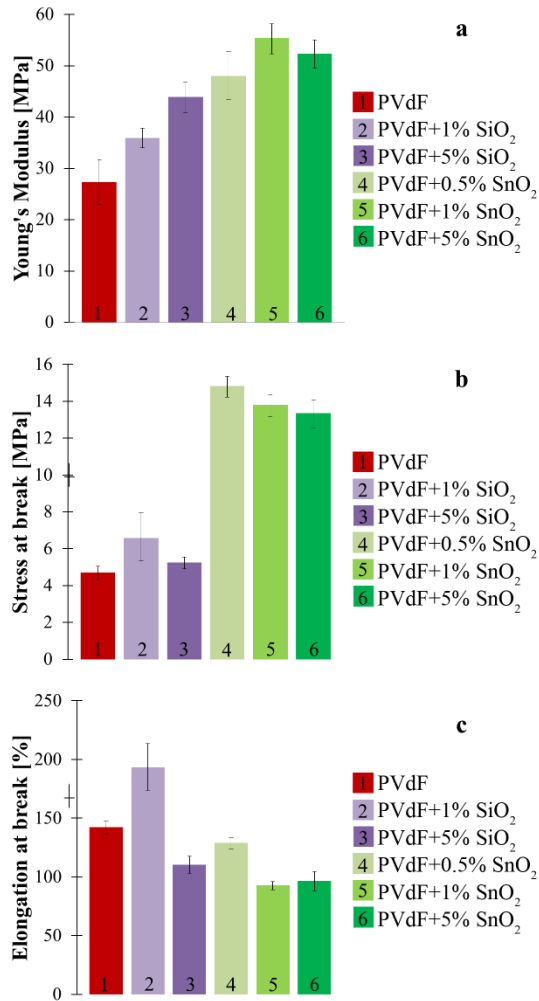 a
Young's Modulus [MPa]
60
50
40
30
20
10
0
1 2 3 4 5 6
1 PVdF
2 PVdF+1% SiO₂
3 PVdF+5% SiO₂
4 PVdF+0.5% SnO₂
5 PVdF+1% SnO₂
6 PVdF+5% SnO₂
b
Stress at break [MPa]
16
14
12
10
8
6
4
2
0
1 2 3 4 5 6
1 PVdF
2 PVdF+1% SiO₂
3 PVdF+5% SiO₂
4 PVdF+0.5% SnO₂
5 PVdF+1% SnO₂
6 PVdF+5% SnO₂
c
Elongation at break [%]
250
200
150
100
50
0
1 2 3 4 5 6
1 PVdF
2 PVdF+1% SiO₂
3 PVdF+5% SiO₂
4 PVdF+0.5% SnO₂
5 PVdF+1% SnO₂
6 PVdF+5% SnO₂